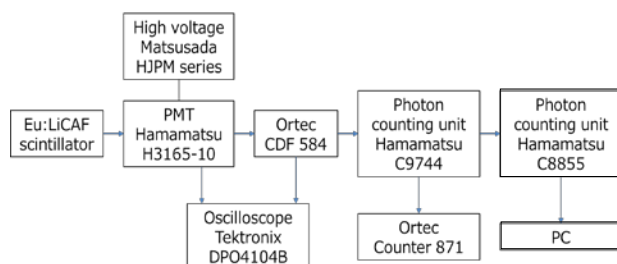 High voltage
Matsusada
HJPM series
Eu:LiCAF
scintillator
PMT
Hamamatsu
H3165-10
Ortec
CDF 584
Photon
counting unit
Hamamatsu
C9744
Photon
counting unit
Hamamatsu
C8855
Oscilloscope
Tektronix
DPO4104B
Ortec
Counter 871
PC